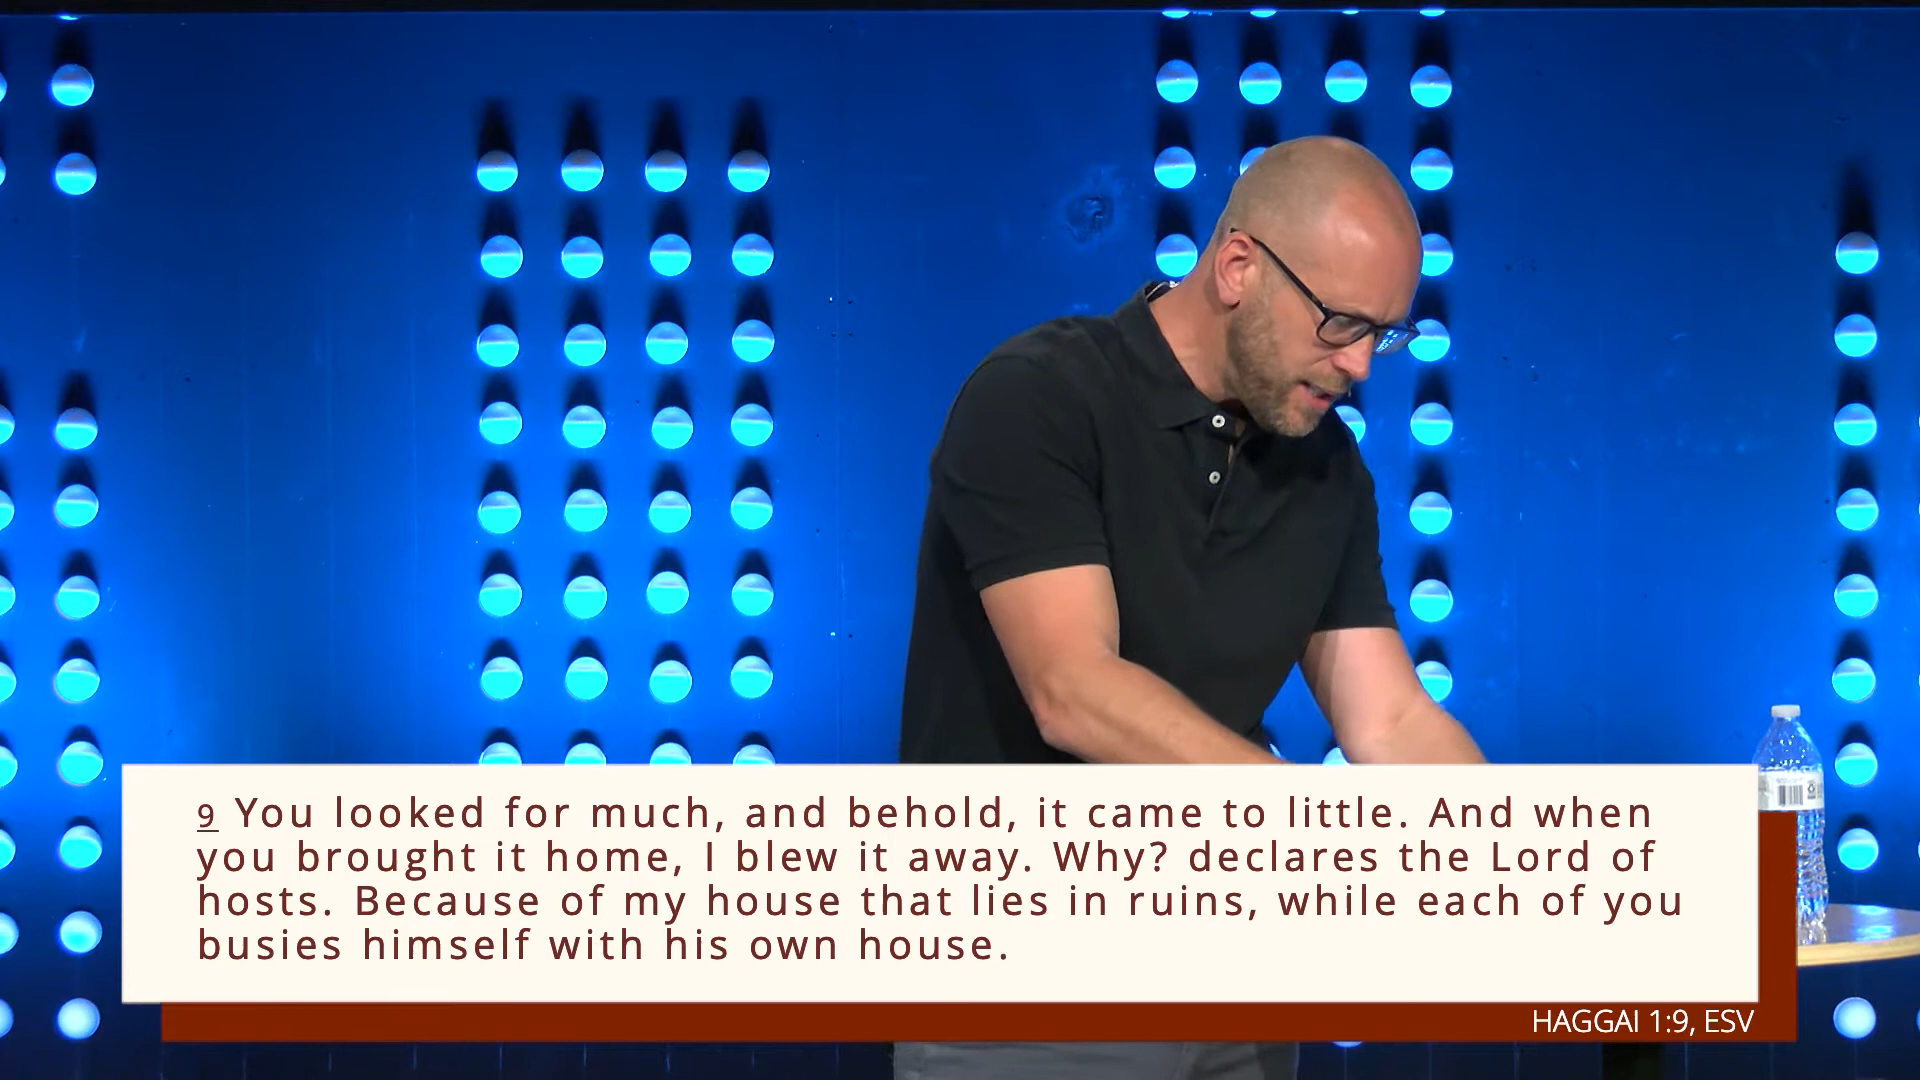 9 You looked for much, and behold, it came to little. And when
you brought it home, I blew it away. Why? declares the Lord of
hosts. Because of my house that lies in ruins, while each of you
busies himself with his own house.
HAGGAI 1:9, ESV